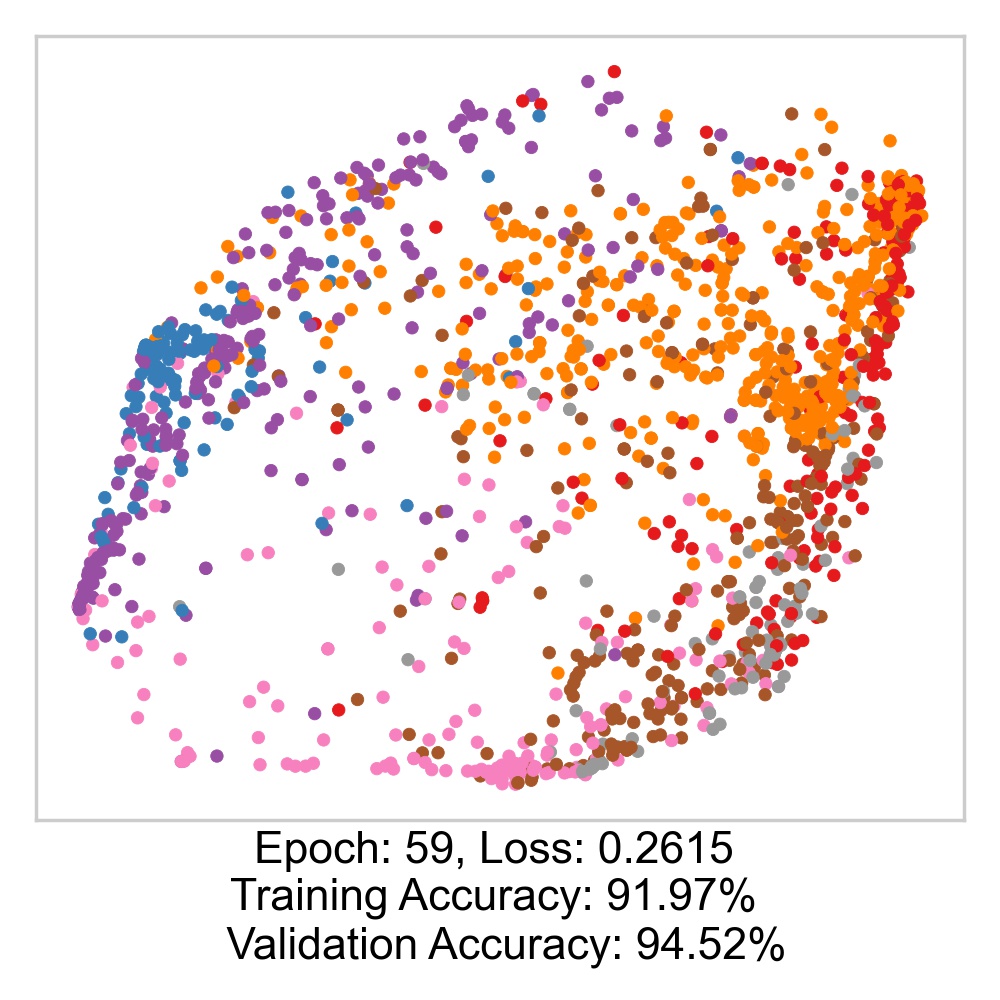 Epoch: 59, Loss: 0.2615
Training Accuracy: 91.97%
Validation Accuracy: 94.52%